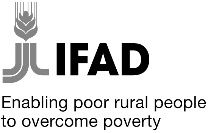 IFAD
Enabling poor rural people
to overcome poverty